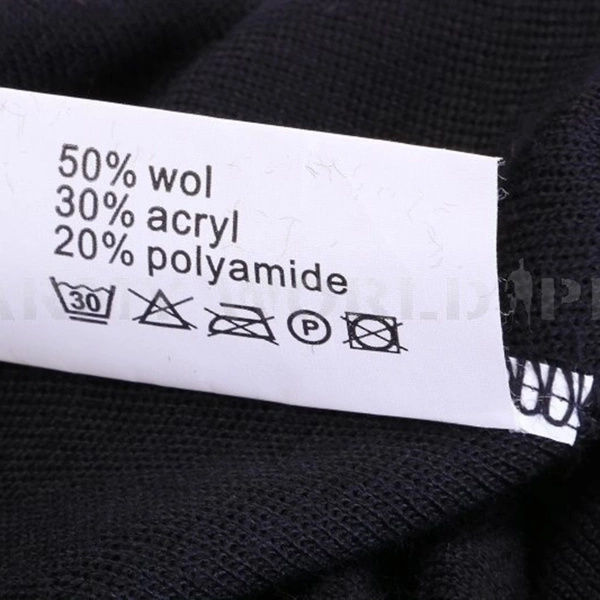 50% wol
30% acryl
20% polyamide
30 P